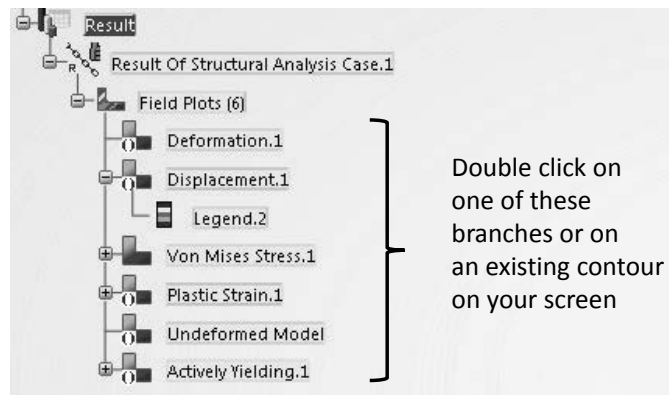 Result
Result Of Structural Analysis Case.1
Field Plots (6)
Deformation.1
Displacement.1
Legend.2
Von Mises Stress.1
Plastic Strain.1
Undeformed Model
Actively Yielding.1
Double click on
one of these
branches or on
an existing contour
on your screen